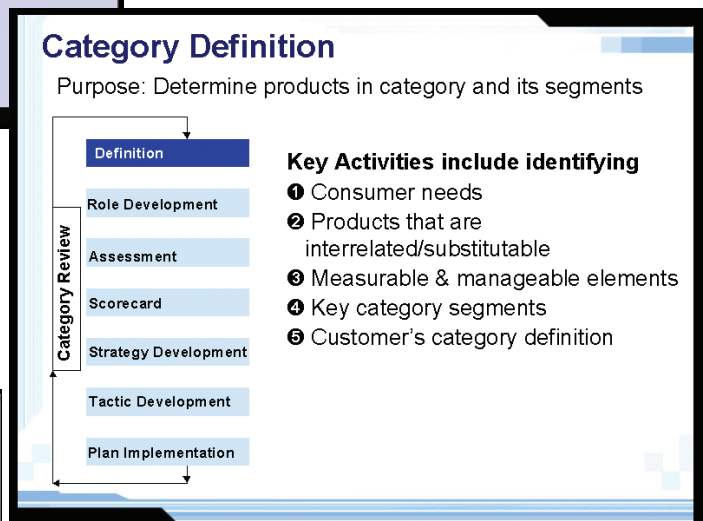 Category Definition
Purpose: Determine products in category and its segments
Definition
Role Development
Assessment
Scorecard
Strategy Development
Tactic Development
Plan Implementation
Category Review
Key Activities include identifying
❶ Consumer needs
❷ Products that are
interrelated/substitutable
❸ Measurable & manageable elements
❹ Key category segments
❺ Customer's category definition